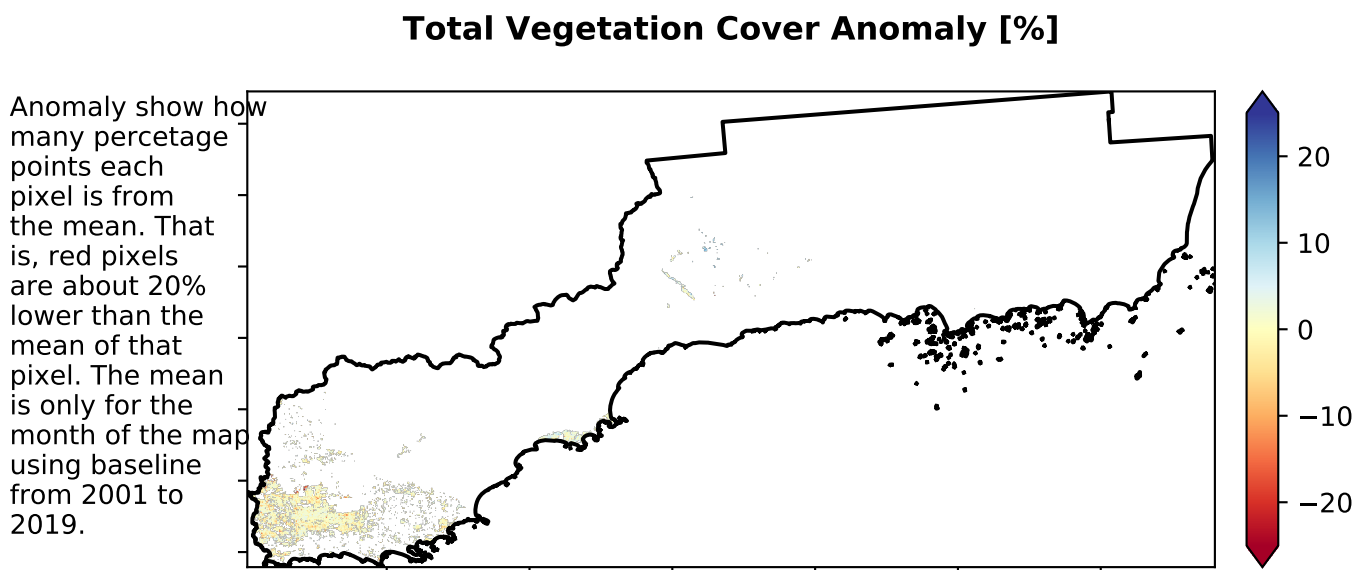 Total Vegetation Cover Anomaly [%]
Anomaly show how
many percetage
points each
pixel is from
the mean. That
is, red pixels
are about 20%
lower than the
mean of that
pixel. The mean
is only for the
month of the map
using baseline
from 2001 to
2019.
20
10
0
−10
−20